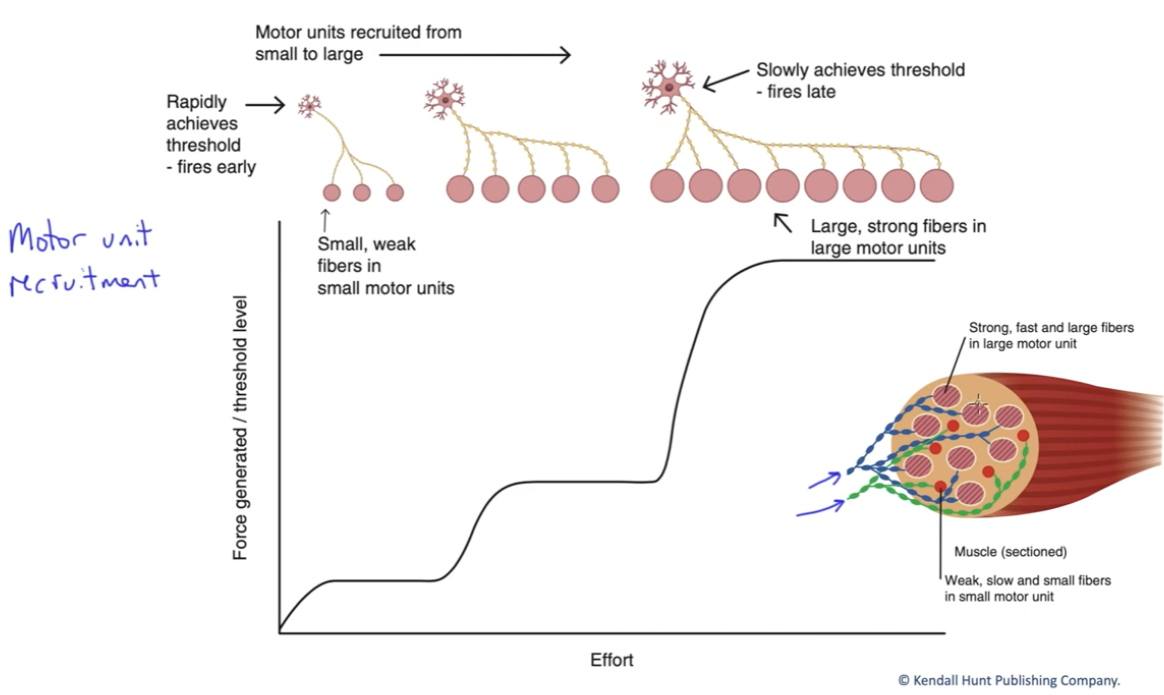 Motor units recruited from
small to large
Rapidly
achieves
threshold
- fires early
Slowly achieves threshold
- fires late
Small, weak
fibers in
small motor units
Large, strong fibers in
large motor units
Motor unit
recruitment
Force generated / threshold level
Effort
Strong, fast and large fibers
in large motor unit
Muscle (sectioned)
Weak, slow and small fibers
in small motor unit
© Kendall Hunt Publishing Company.